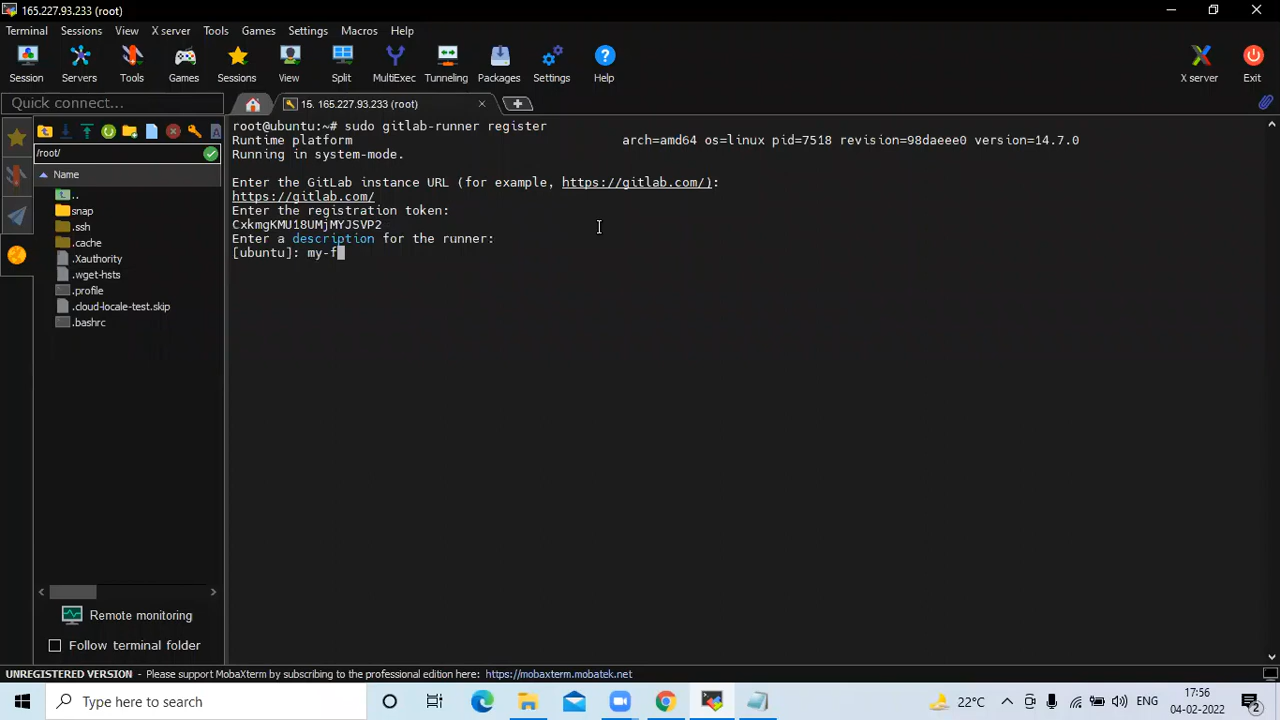 165.227.93.233 (root)
Terminal Sessions View X server Tools Games Settings Macros Help
Session Servers Tools Games Sessions View Split MultiExec Tunneling Packages Settings Help X server Exit
Quick connect...
15. 165.227.93.233 (root)
/root/
Name
..
snap
.ssh
.cache
.Xauthority
.wget-hsts
.profile
.cloud-locale-test.skip
.bashrc
Remote monitoring
Follow terminal folder
root@ubuntu:~# sudo gitlab-runner register
Runtime platform arch=amd64 os=linux pid=7518 revision=98daeee0 version=14.7.0
Running in system-mode.
Enter the GitLab instance URL (for example, https://gitlab.com/):
https://gitlab.com/
Enter the registration token:
CxkmgKMU18UMjMYJSVP2
Enter a description for the runner:
[ubuntu]: my-f
UNREGISTERED VERSION - Please support MobaXterm by subscribing to the professional edition here: https://mobaxterm.mobatek.net
Type here to search
22°C
ENG
17:56
04-02-2022
2